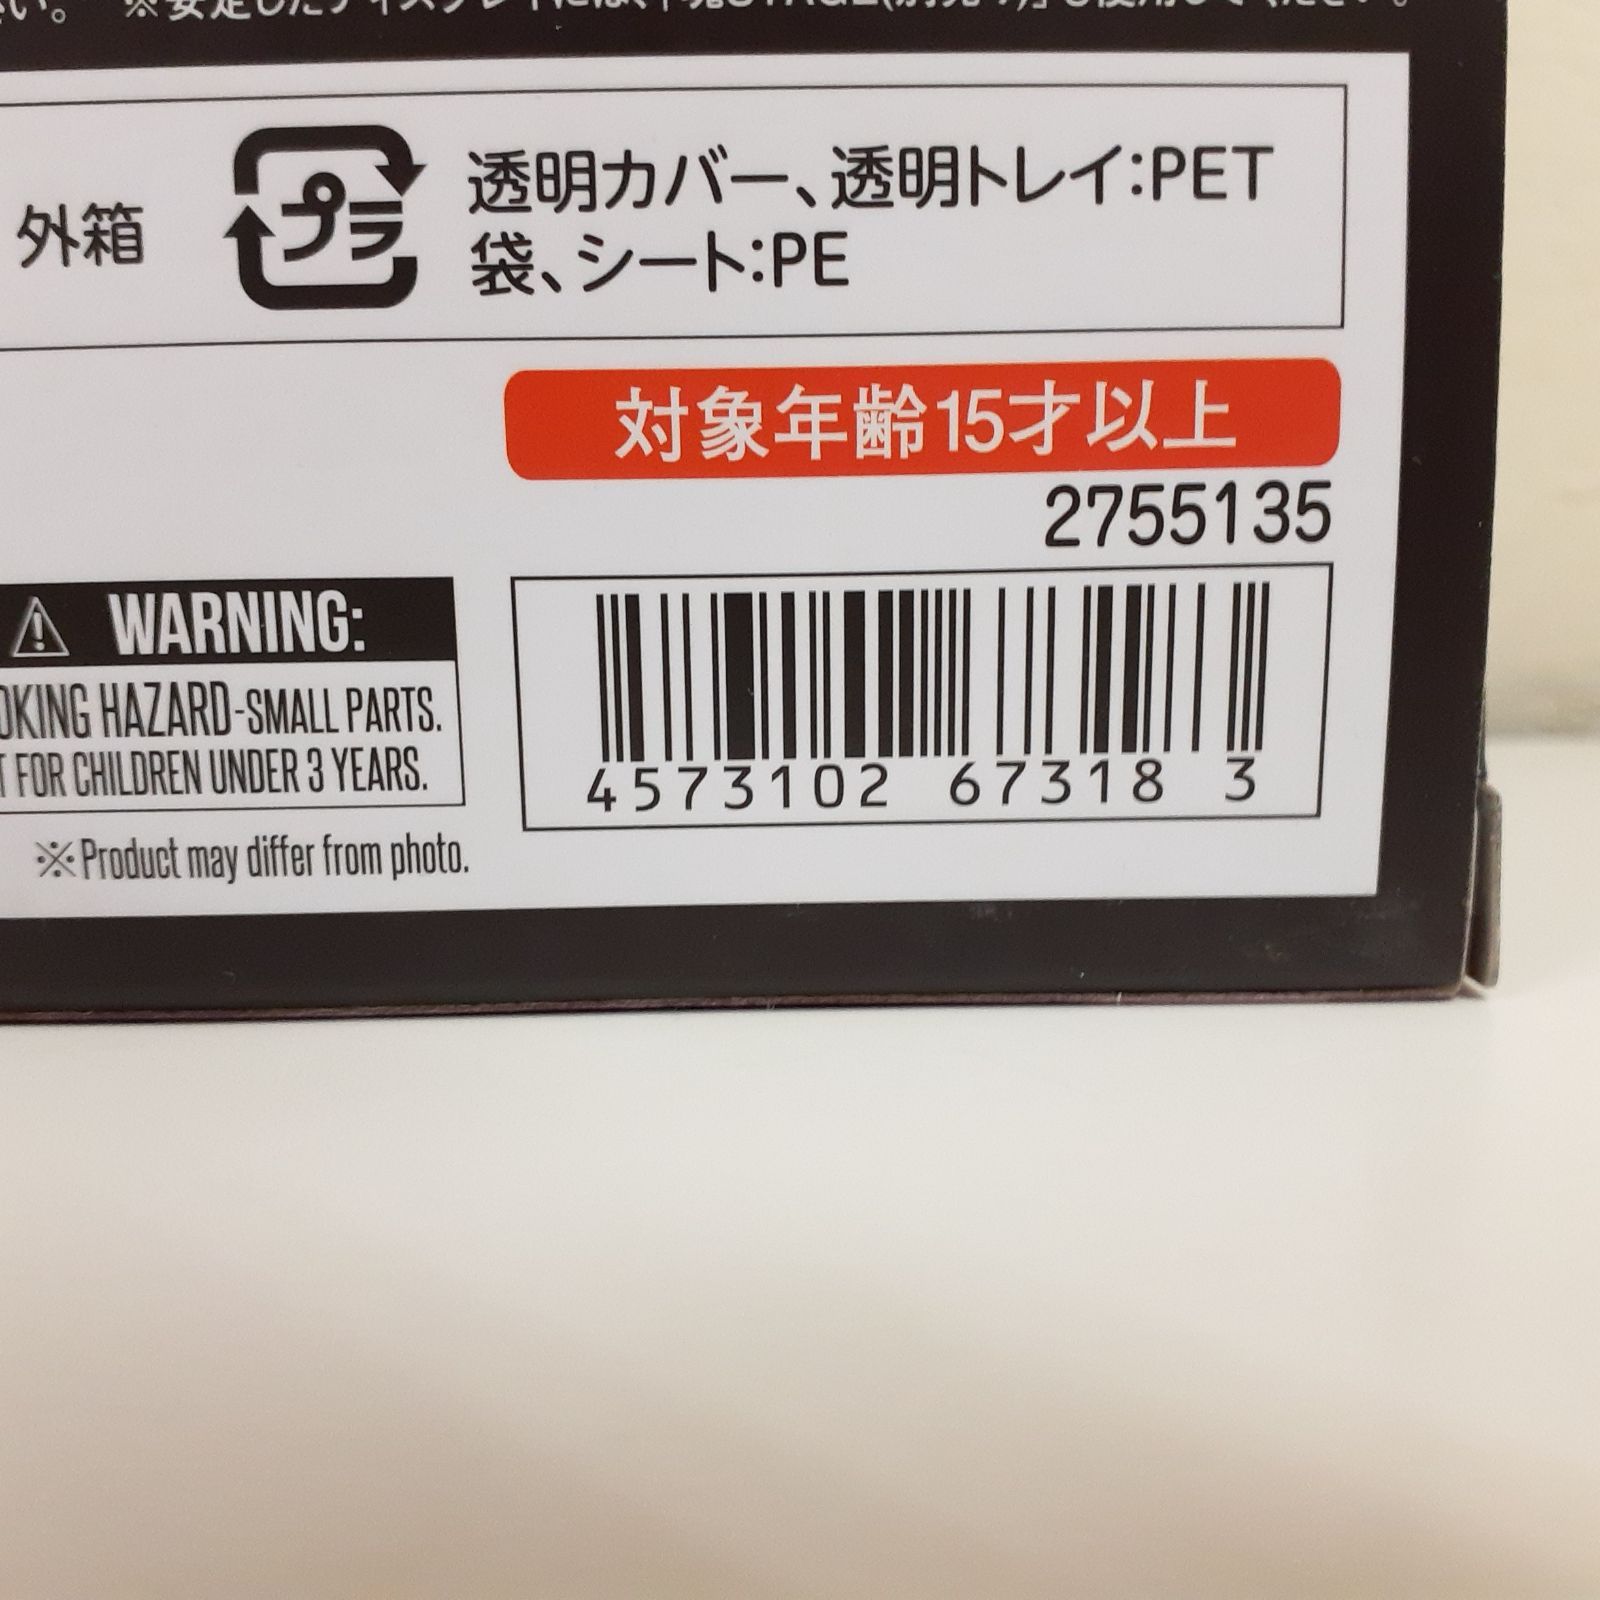 外箱
プラ
透明カバー、透明トレイ:PET
袋、シート:PE
対象年齢15才以上
2755135
⚠ WARNING:
OKING HAZARD-SMALL PARTS.
T FOR CHILDREN UNDER 3 YEARS.
※Product may differ from photo.
4573102 67318 3